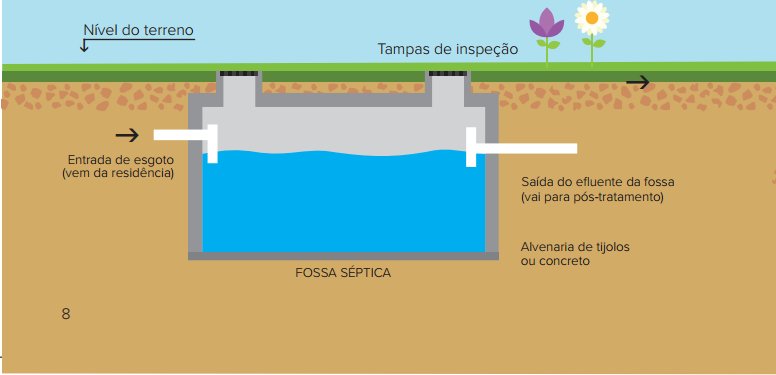 Nível do terreno
Tampas de inspeção
Entrada de esgoto
(vem da residência)
Saída do efluente da fossa
(vai para pós-tratamento)
Alvenaria de tijolos
ou concreto
FOSSA SÉPTICA
8